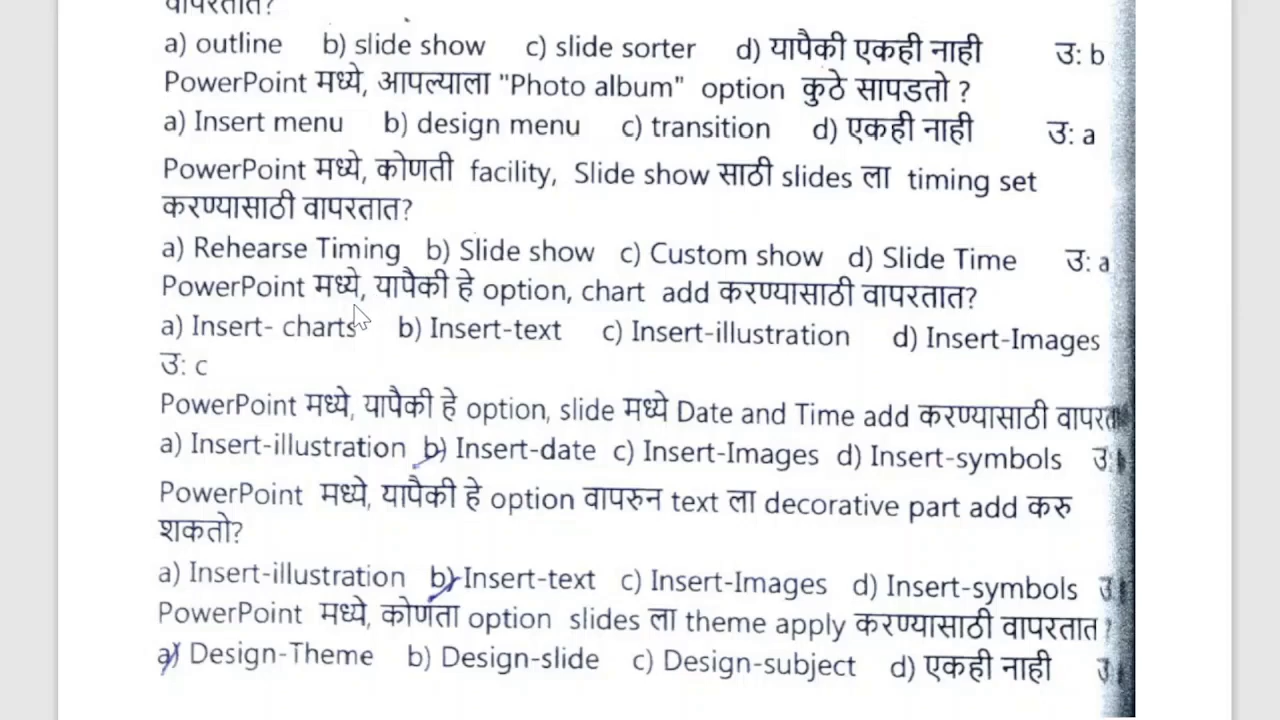 वापरतात?
a) outline b) slide show c) slide sorter d) यापैकी एकही नाही उ: b
PowerPoint मध्ये, आपल्याला "Photo album" option कुठे सापडतो ?
a) Insert menu b) design menu c) transition d) एकही नाही उ: a
PowerPoint मध्ये, कोणती facility, Slide show साठी slides ला timing set
करण्यासाठी वापरतात?
a) Rehearse Timing b) Slide show c) Custom show d) Slide Time उ: a
PowerPoint मध्ये, यापैकी हे option, chart add करण्यासाठी वापरतात?
a) Insert- charts b) Insert-text c) Insert-illustration d) Insert-Images
उ: c
PowerPoint मध्ये, यापैकी हे option, slide मध्ये Date and Time add करण्यासाठी
a) Insert-illustration b) Insert-date c) Insert-Images d) Insert-symbols उ:
PowerPoint मध्ये, यापैकी हे option वापरुन text ला decorative part add करु
शकतो?
a) Insert-illustration b) Insert-text c) Insert-Images d) Insert-symbols
PowerPoint मध्ये, कोणता option slides ला theme apply करण्यासाठी वापरतात ?
a) Design-Theme b) Design-slide c) Design-subject d) एकही नाही